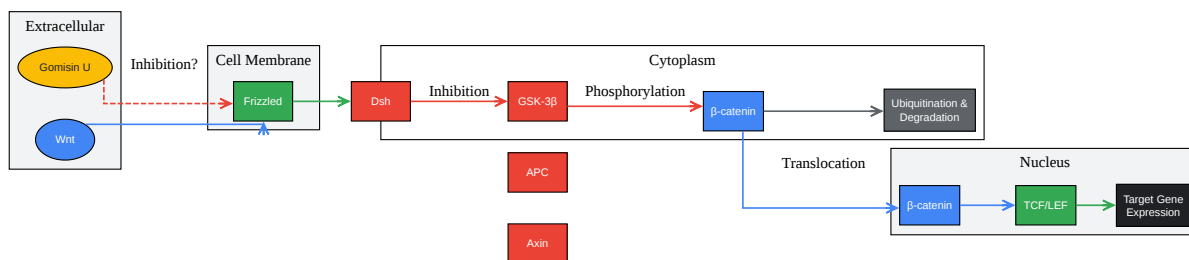 Extracellular
Gomisin U
Wnt
Inhibition?
Cell Membrane
Frizzled
Cytoplasm
Dsh
Inhibition
GSK-3β
Phosphorylation
β-catenin
Ubiquitination &
Degradation
APC
Axin
Translocation
Nucleus
β-catenin
TCF/LEF
Target Gene
Expression